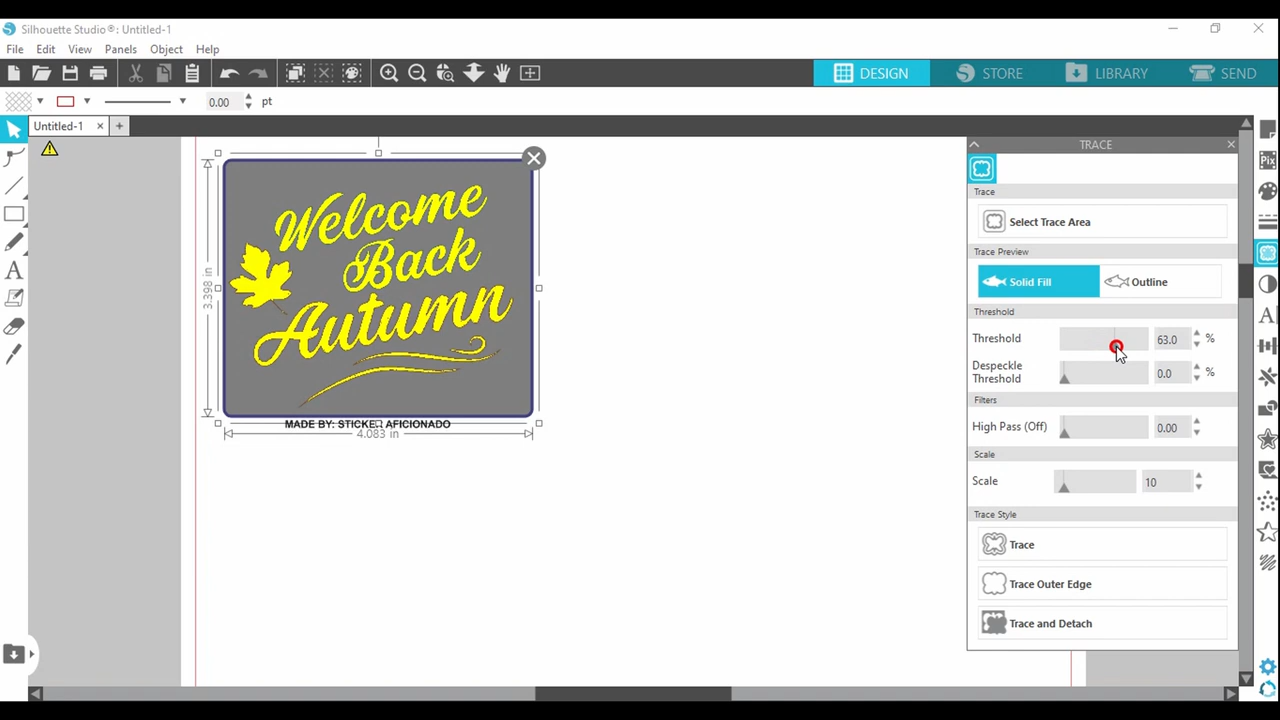 Silhouette Studio®: Untitled-1
File Edit View Panels Object Help
DESIGN STORE LIBRARY SEND
0.00 pt
Untitled-1 × +
TRACE
Trace
Select Trace Area
Trace Preview
Solid Fill Outline
Threshold
Threshold 63.0 %
Despeckle
Threshold 0.0 %
Filters
High Pass (Off) 0.00
Scale
Scale 10
Trace Style
Trace
Trace Outer Edge
Trace and Detach
Welcome
Back
Autumn
3.398 in
MADE BY: STICKER AFICIONADO
4.083 in
Pix
A
A